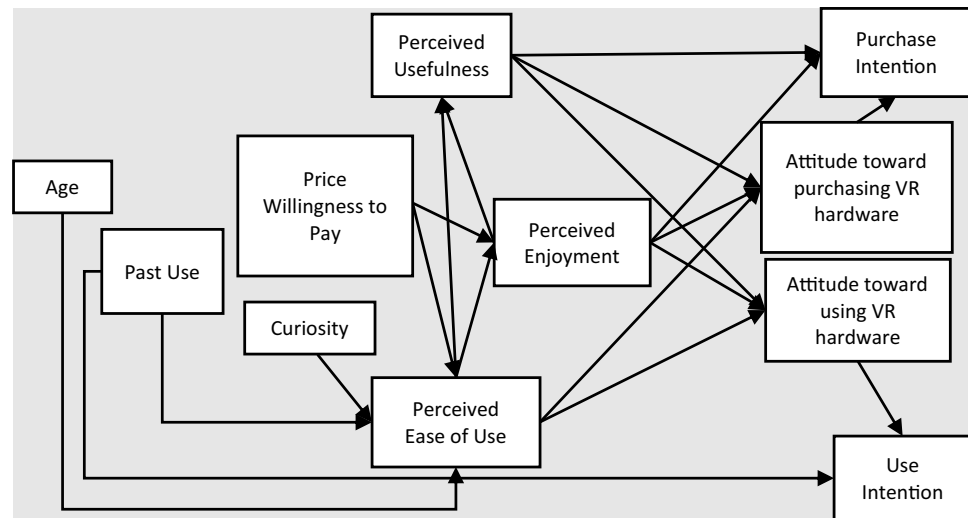 Perceived
Usefulness
Purchase
Intention
Age
Price
Willingness to
Pay
Attitude toward
purchasing VR
hardware
Past Use
Perceived
Enjoyment
Curiosity
Attitude toward
using VR
hardware
Perceived
Ease of Use
Use
Intention